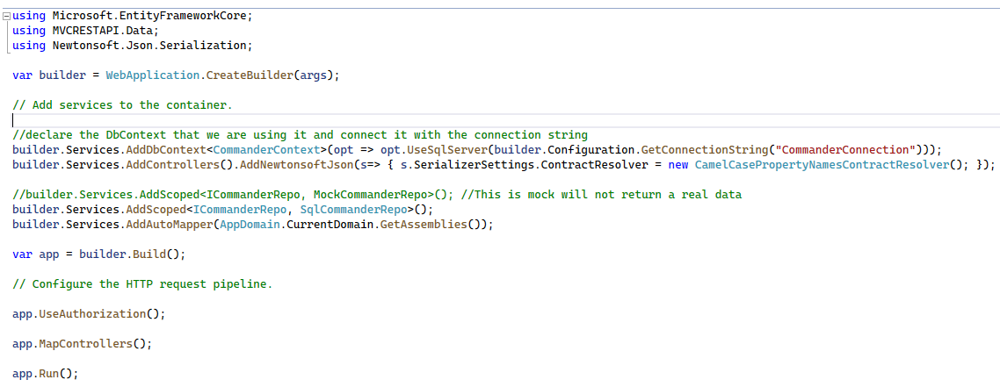 using Microsoft.EntityFrameworkCore;
using MVCRESTAPI.Data;
using Newtonsoft.Json.Serialization;
var builder = WebApplication.CreateBuilder(args);
// Add services to the container.
//declare the DbContext that we are using it and connect it with the connection string
builder.Services.AddDbContext<CommanderContext>(opt => opt.UseSqlServer(builder.Configuration.GetConnectionString("CommanderConnection")));
builder.Services.AddControllers().AddNewtonsoftJson(s=> { s.SerializerSettings.ContractResolver = new CamelCasePropertyNamesContractResolver(); });
//builder.Services.AddScoped<ICommanderRepo, MockCommanderRepo>(); //This is mock will not return a real data
builder.Services.AddScoped<ICommanderRepo, SqlCommanderRepo>();
builder.Services.AddAutoMapper(AppDomain.CurrentDomain.GetAssemblies());
var app = builder.Build();
// Configure the HTTP request pipeline.
app.UseAuthorization();
app.MapControllers();
app.Run();